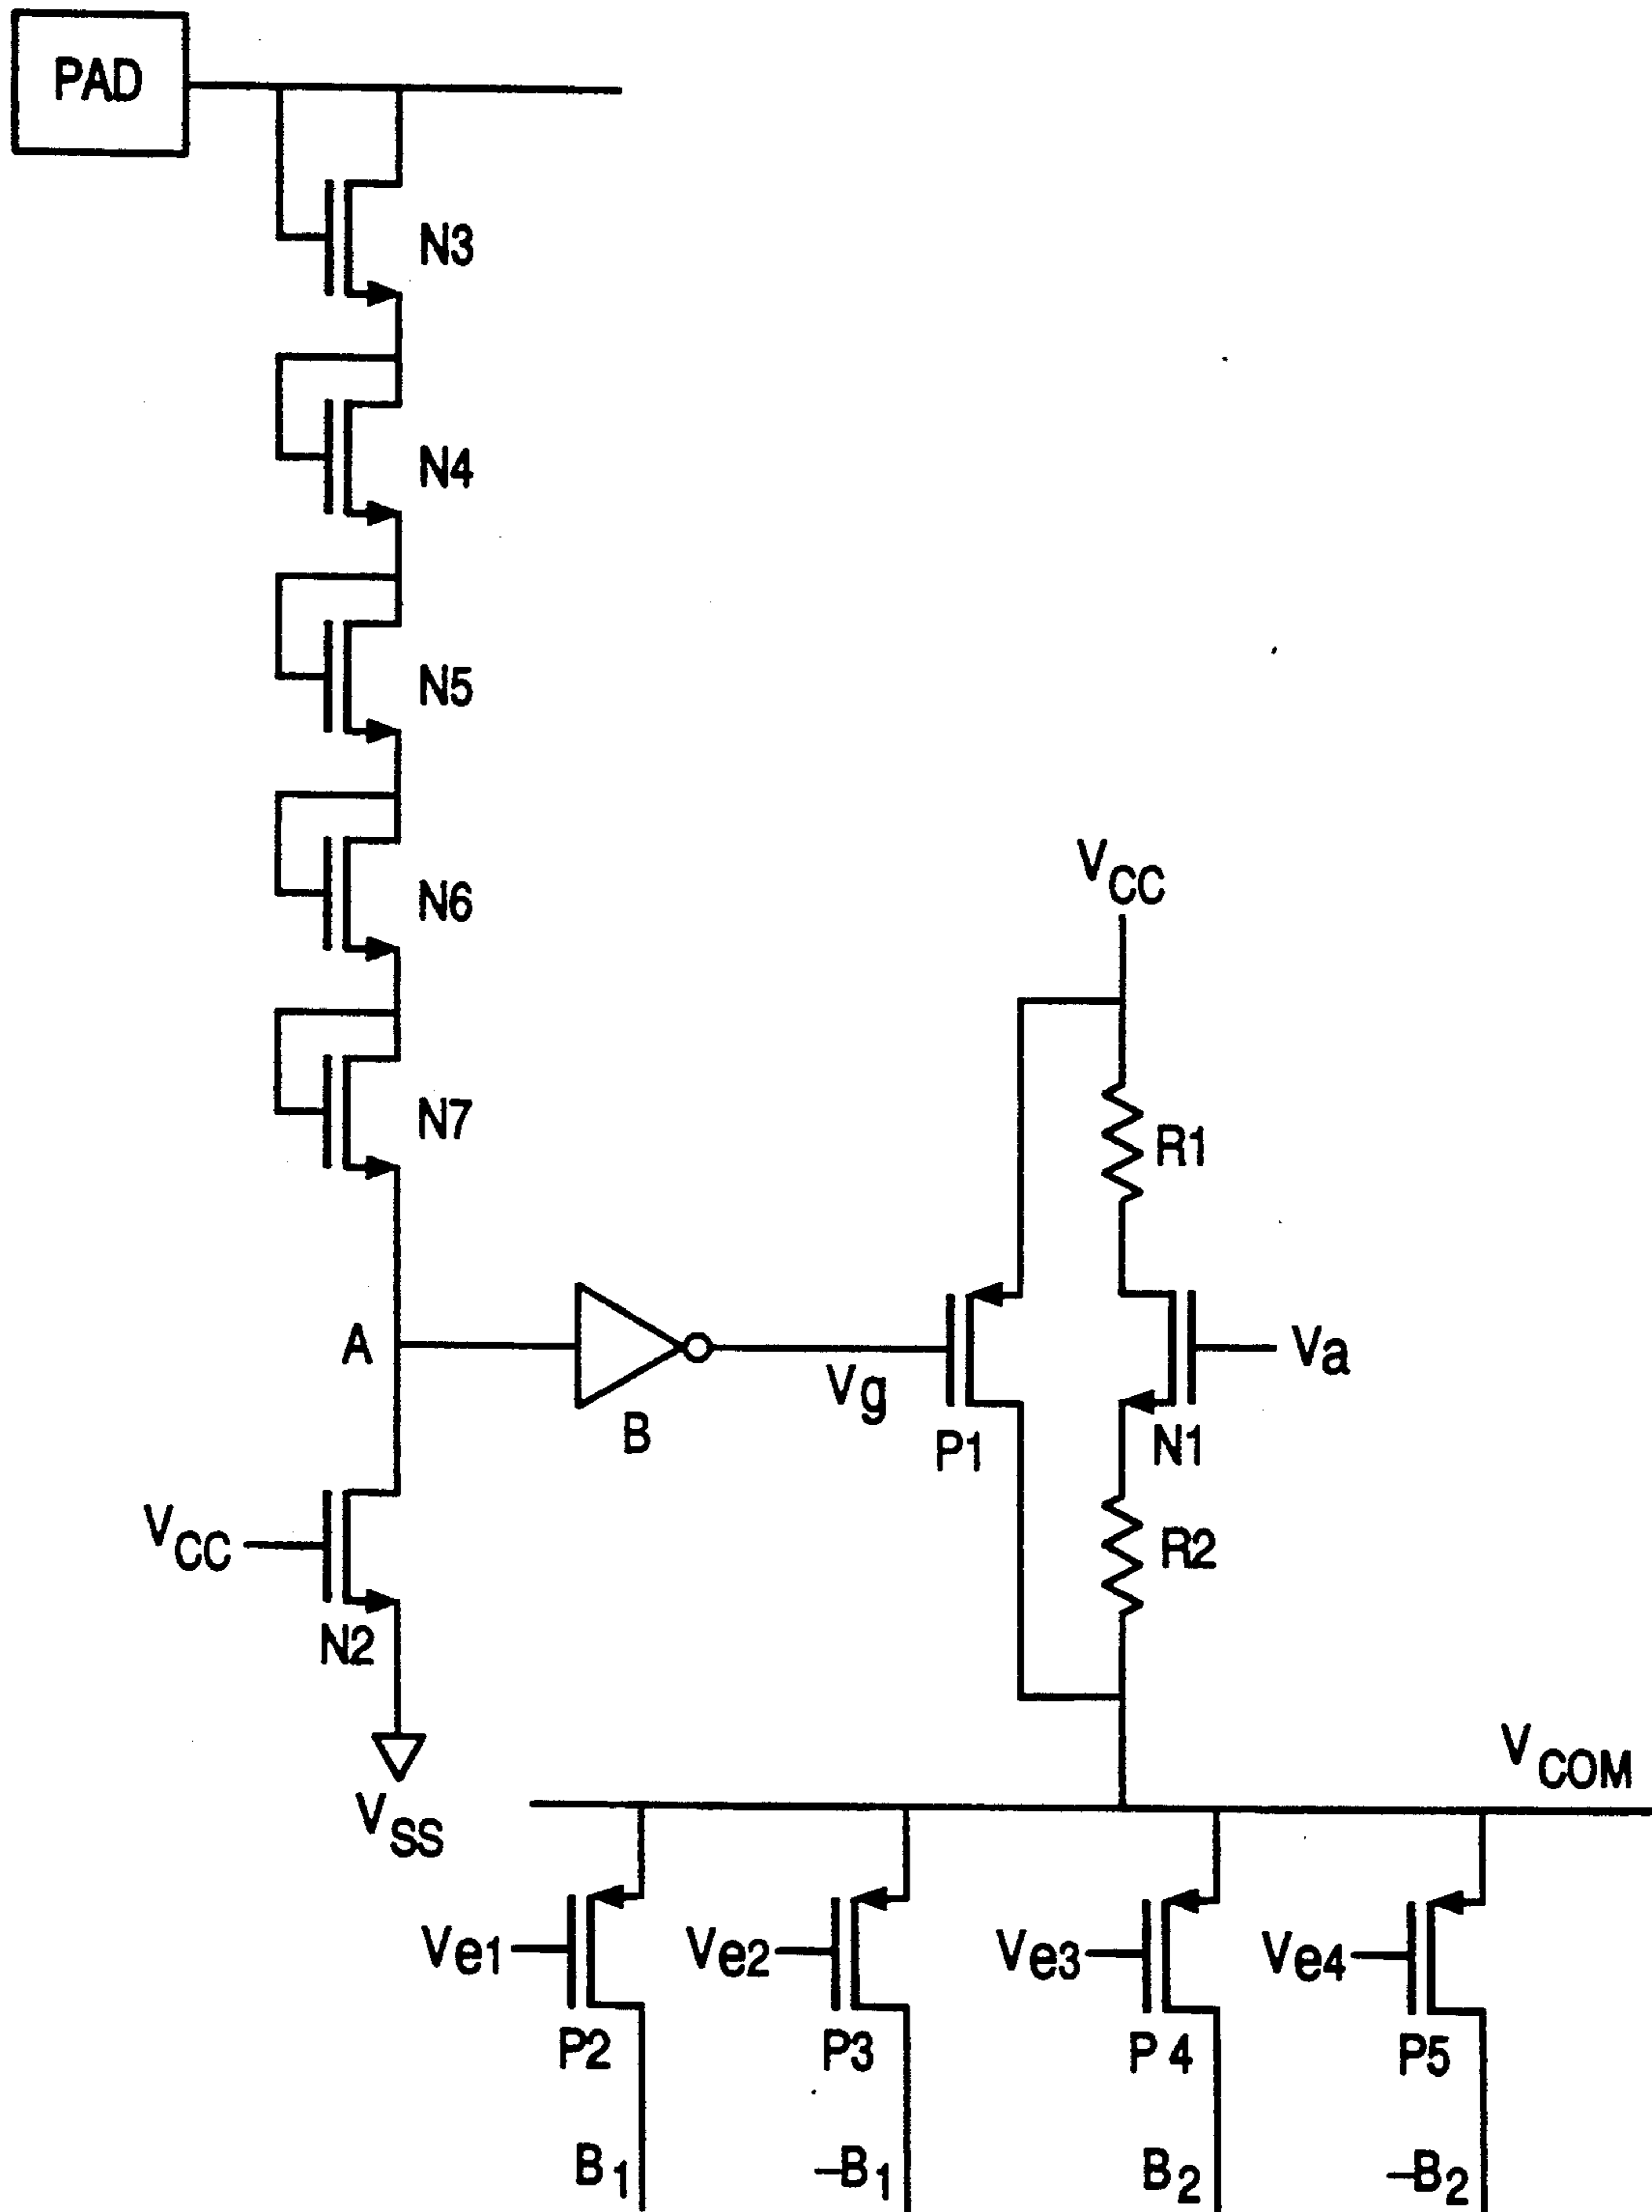 PAD
N3
N4
N5
N6
N7
VCC
R1
A
B
Vg
P1
N1
Va
VCC
N2
R2
VSS
VCOM
Ve1
Ve2
Ve3
Ve4
P2
P3
P4
P5
B1
–B1
B2
–B2